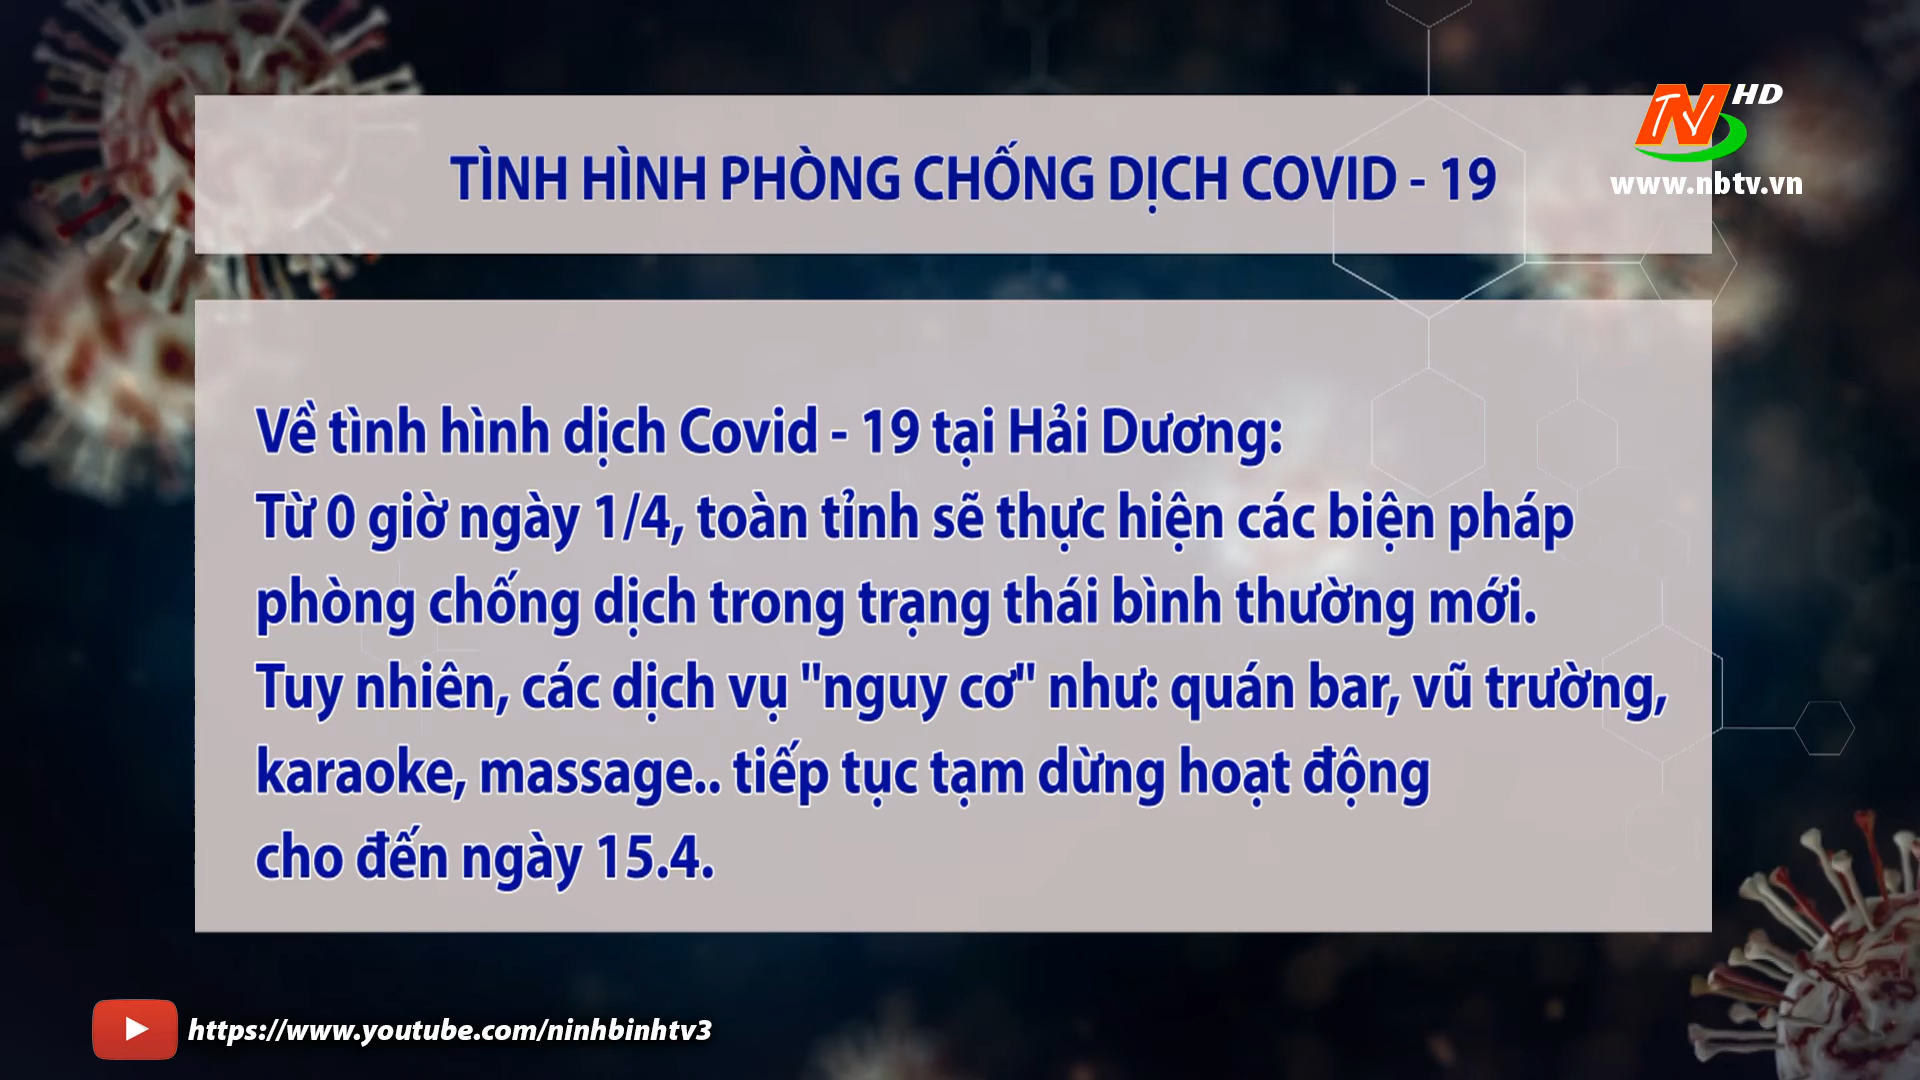 NTV HD
www.nbtv.vn
TÌNH HÌNH PHÒNG CHỐNG DỊCH COVID - 19
Về tình hình dịch Covid - 19 tại Hải Dương:
Từ 0 giờ ngày 1/4, toàn tỉnh sẽ thực hiện các biện pháp
phòng chống dịch trong trạng thái bình thường mới.
Tuy nhiên, các dịch vụ "nguy cơ" như: quán bar, vũ trường,
karaoke, massage.. tiếp tục tạm dừng hoạt động
cho đến ngày 15.4.
https://www.youtube.com/ninhbinhtv3